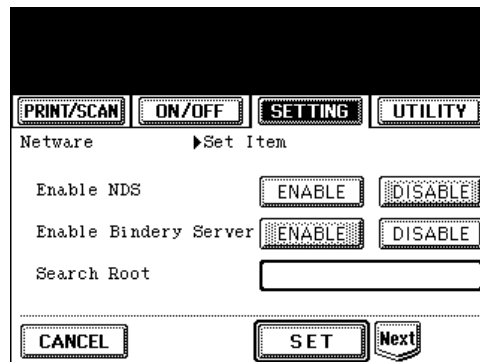 PRINT/SCAN ON/OFF SETTING UTILITY
Netware ▶Set Item
Enable NDS ENABLE DISABLE
Enable Bindery Server ENABLE DISABLE
Search Root
CANCEL SET Next